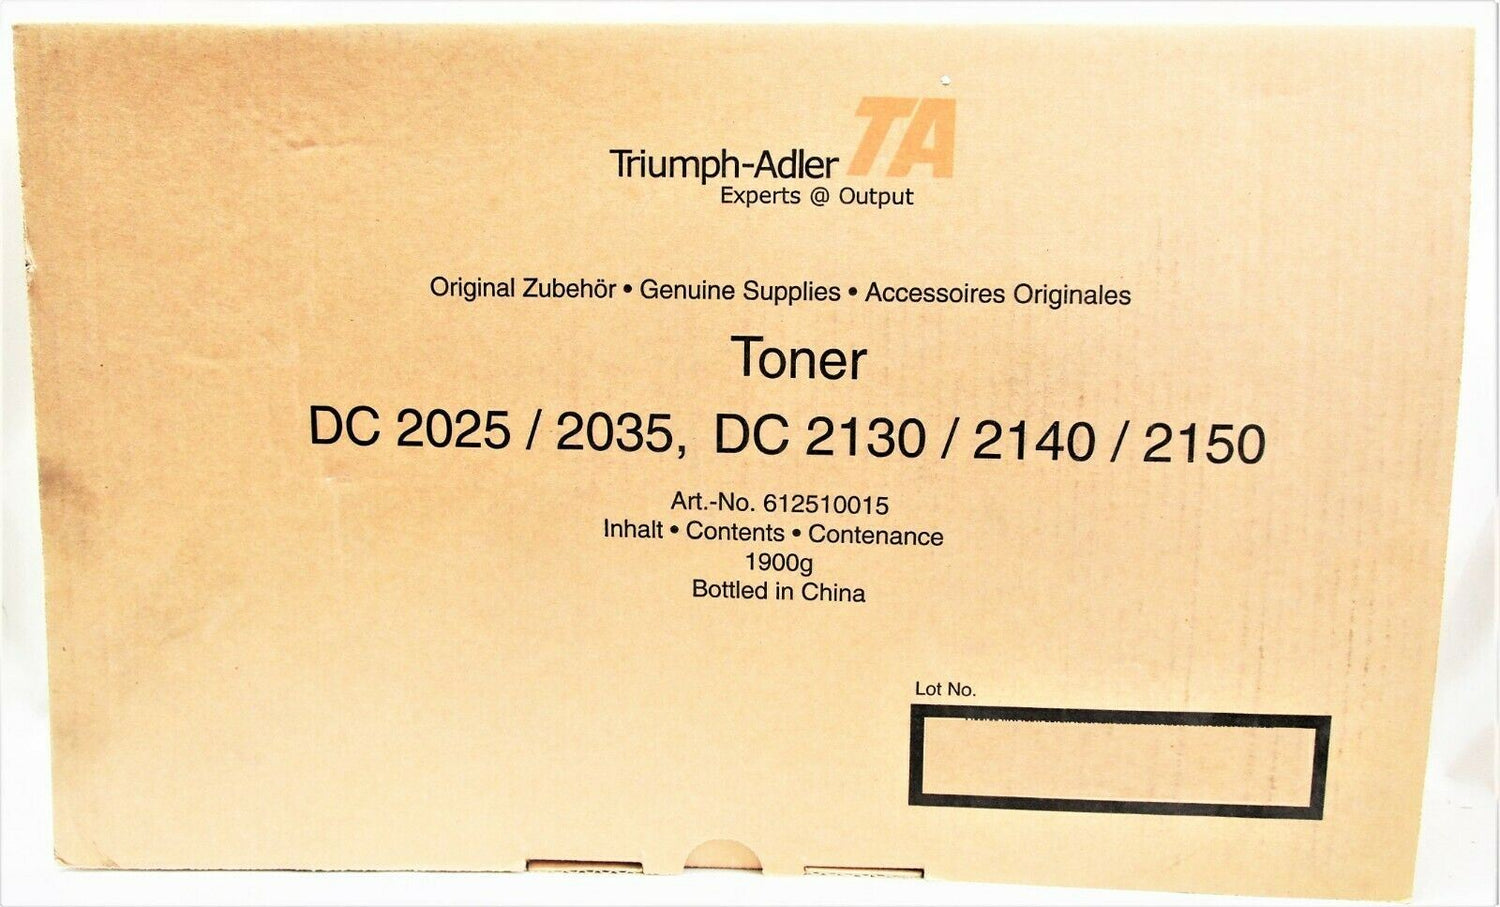 TA
Triumph-Adler
Experts @ Output
Original Zubehör • Genuine Supplies • Accessoires Originales
Toner
DC 2025 / 2035, DC 2130 / 2140 / 2150
Art.-No. 612510015
Inhalt • Contents • Contenance
1900g
Bottled in China
Lot No.